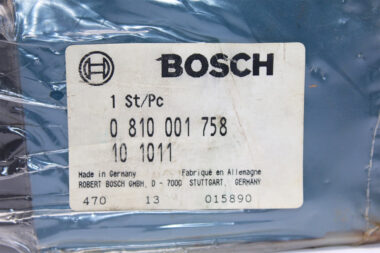 BOSCH
1 St/Pc
0 810 001 758
10 1011
Made in Germany Fabriqué en Allemagne
ROBERT BOSCH GMBH, D - 7000 STUTTGART, GERMANY
470 13 015890